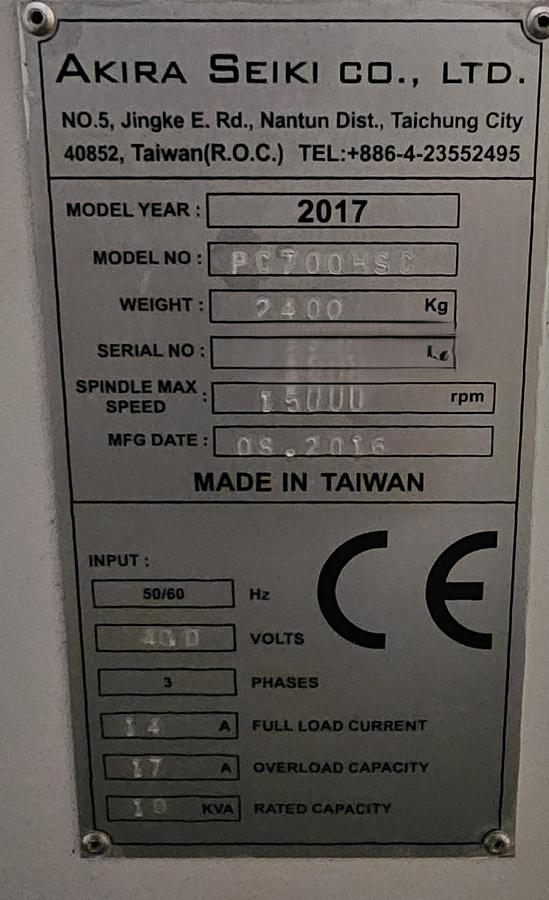 AKIRA SEIKI CO., LTD.
NO.5, Jingke E. Rd., Nantun Dist., Taichung City
40852, Taiwan(R.O.C.) TEL:+886-4-23552495
MODEL YEAR : 2017
MODEL NO : PC700HSC
WEIGHT : 2400 Kg
SERIAL NO :
SPINDLE MAX SPEED : 15000 rpm
MFG DATE : 08.2016
MADE IN TAIWAN
INPUT :
CE
50/60 Hz
VOLTS
3 PHASES
14 A FULL LOAD CURRENT
17 A OVERLOAD CAPACITY
10 KVA RATED CAPACITY